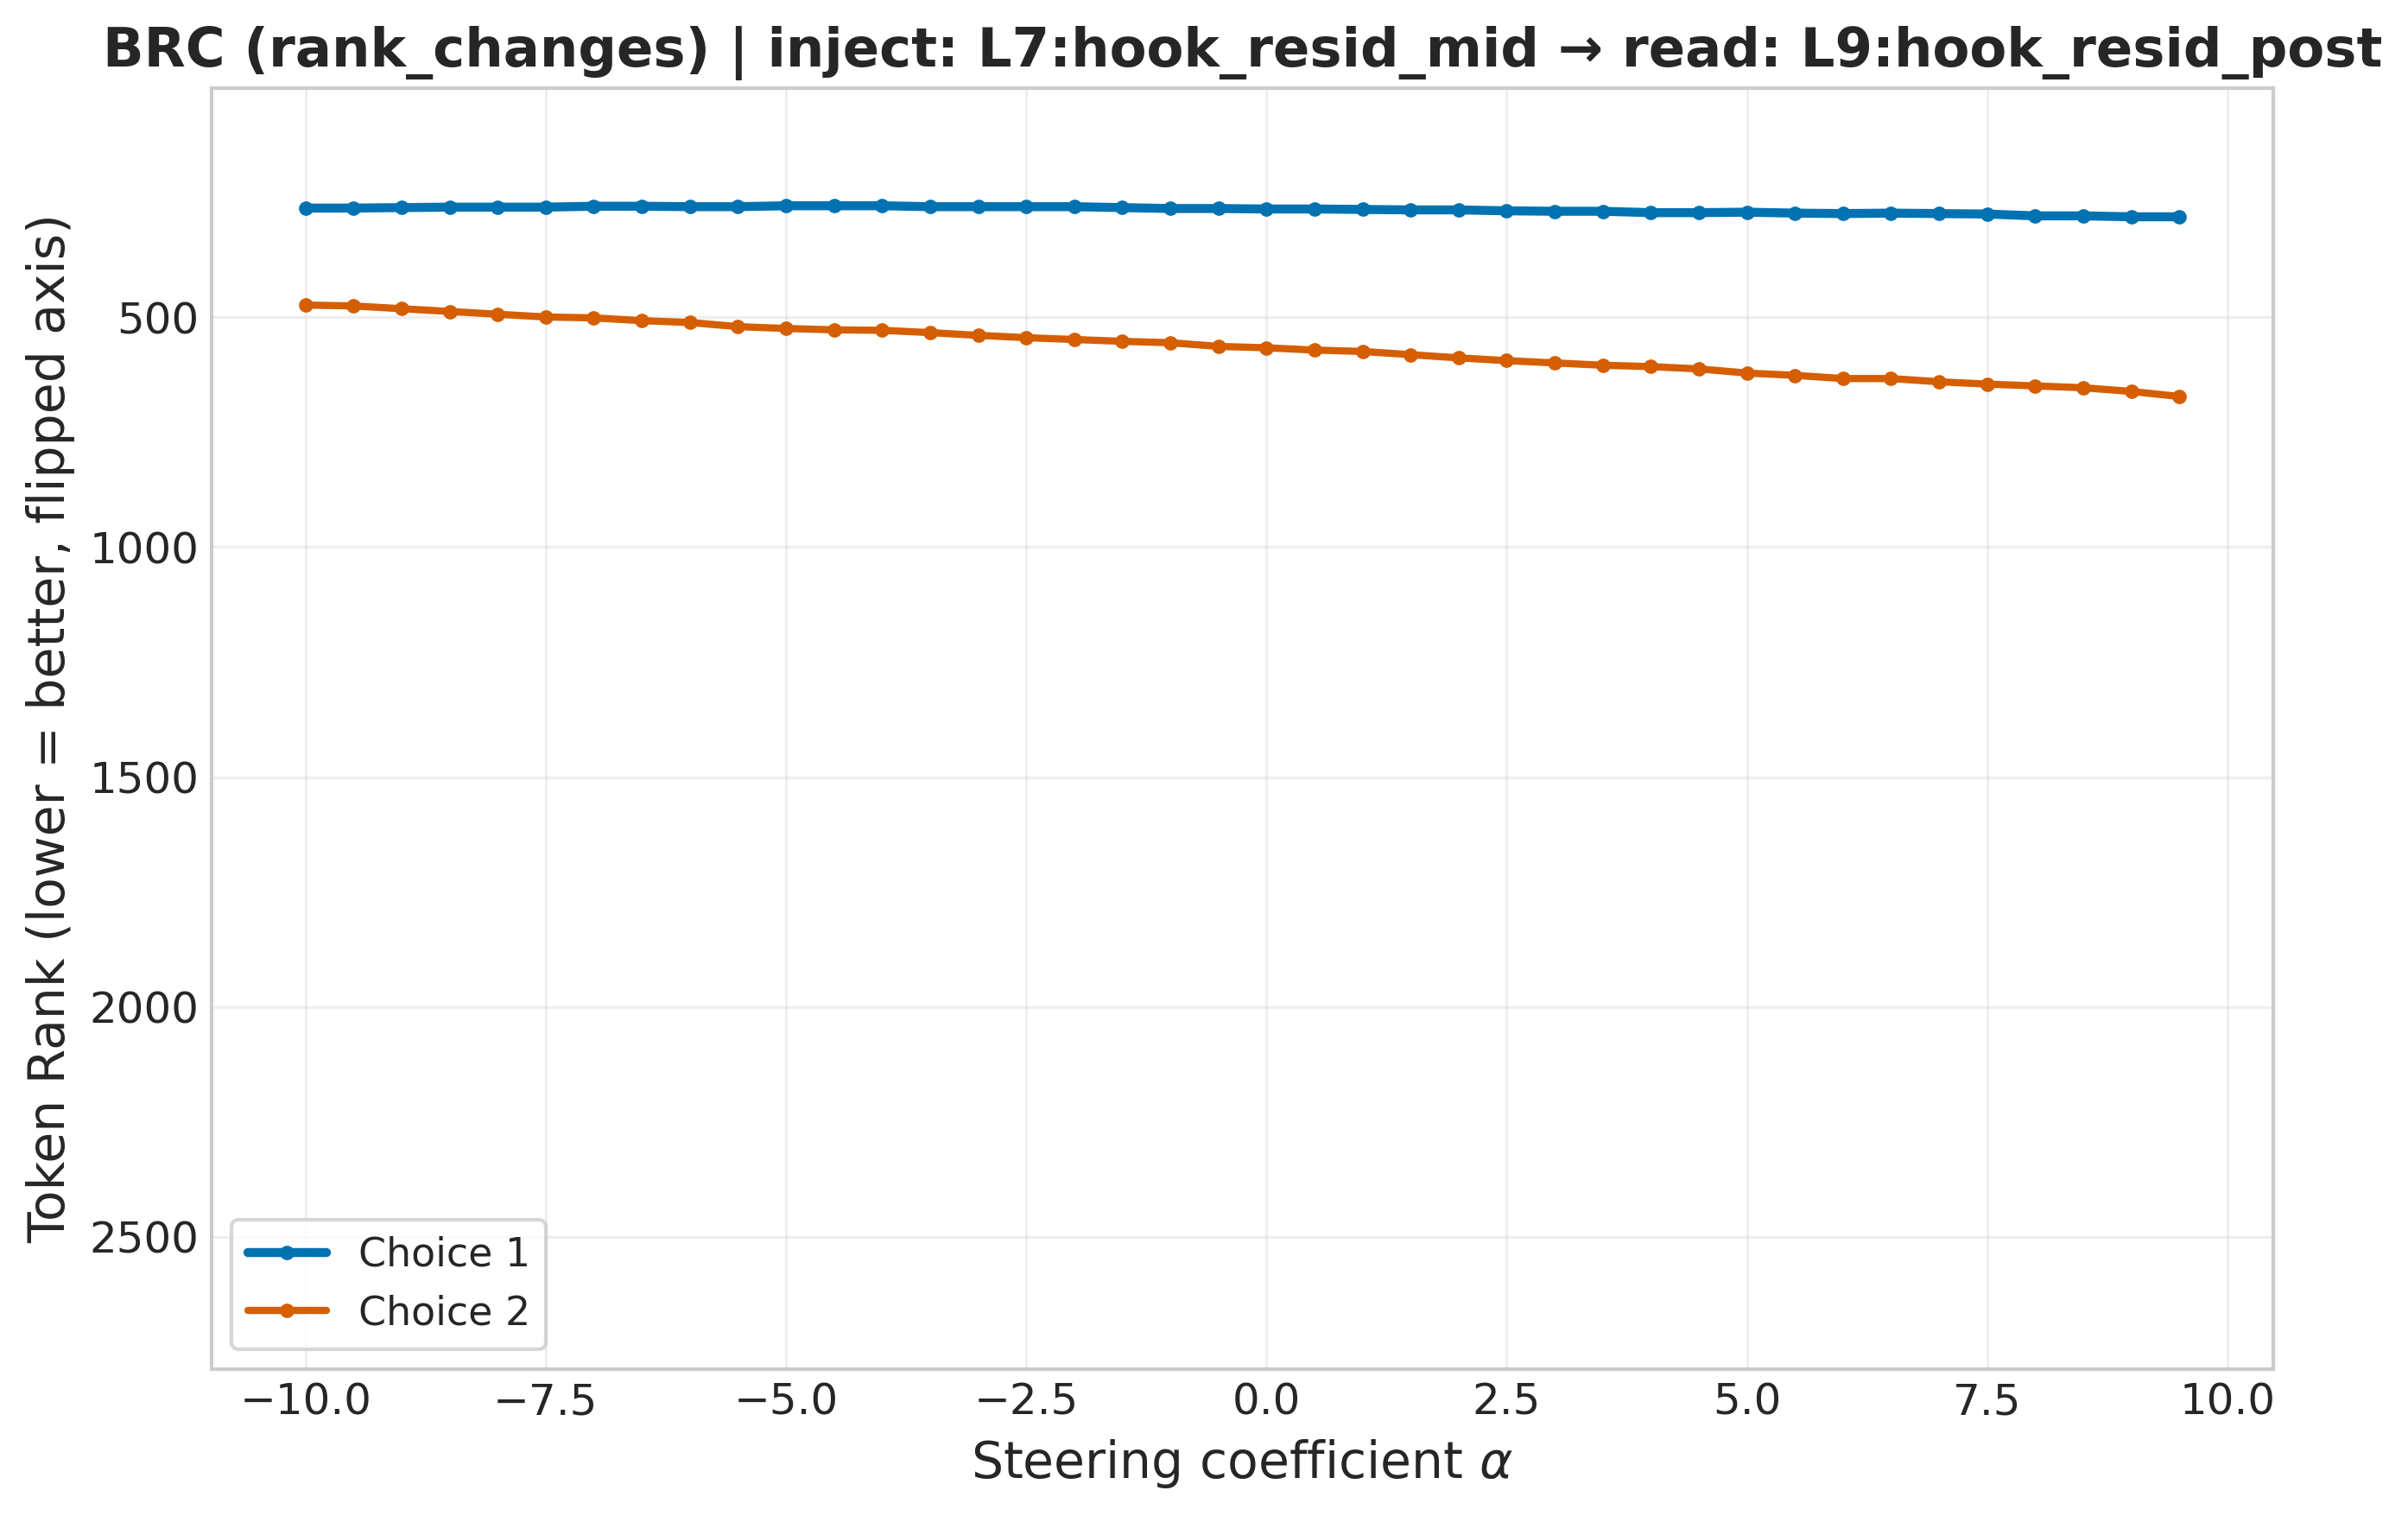 BRC (rank_changes) | inject: L7:hook_resid_mid → read: L9:hook_resid_post
Token Rank (lower = better, flipped axis)
500
1000
1500
2000
2500
Choice 1
Choice 2
−10.0 −7.5 −5.0 −2.5 0.0 2.5 5.0 7.5 10.0
Steering coefficient α